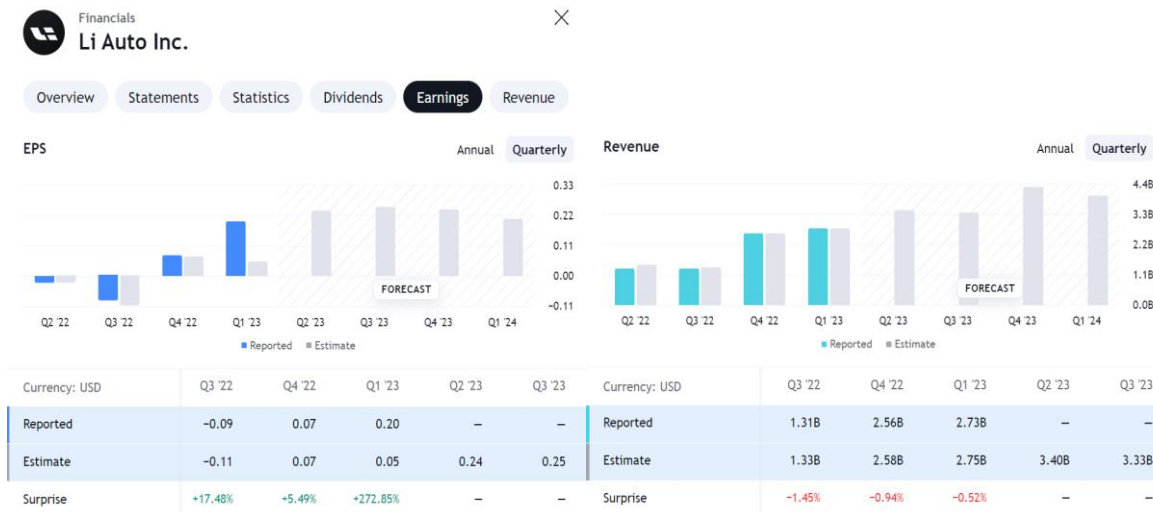 Financials
Li Auto Inc.
Overview Statements Statistics Dividends Earnings Revenue
EPS Annual Quarterly
0.33
0.22
0.11
0.00
−0.11
FORECAST
Q2 '22 Q3 '22 Q4 '22 Q1 '23 Q2 '23 Q3 '23 Q4 '23 Q1 '24
Reported Estimate
Currency: USD Q3 '22 Q4 '22 Q1 '23 Q2 '23 Q3 '23
Reported −0.09 0.07 0.20 — —
Estimate −0.11 0.07 0.05 0.24 0.25
Surprise +17.48% +5.49% +272.85% — —
Revenue Annual Quarterly
4.4B
3.3B
2.2B
1.1B
0.0B
FORECAST
Q2 '22 Q3 '22 Q4 '22 Q1 '23 Q2 '23 Q3 '23 Q4 '23 Q1 '24
Reported Estimate
Currency: USD Q3 '22 Q4 '22 Q1 '23 Q2 '23 Q3 '23
Reported 1.31B 2.56B 2.73B — —
Estimate 1.33B 2.58B 2.75B 3.40B 3.33B
Surprise −1.45% −0.94% −0.52% — —